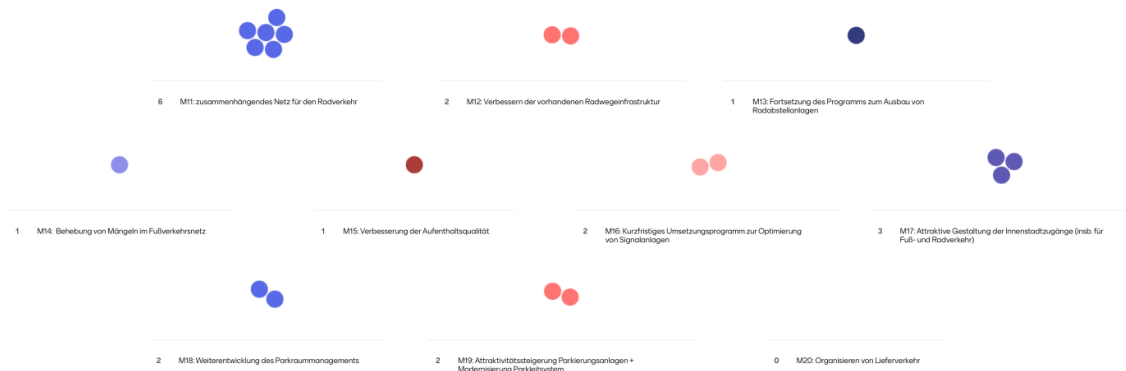 6 M11: zusammenhängendes Netz für den Radverkehr
2 M12: Verbessern der vorhandenen Radwegeinfrastruktur
1 M13: Fortsetzung des Programms zum Ausbau von
Radabstellanlagen
1 M14: Behebung von Mängeln im Fußverkehrsnetz
1 M15: Verbesserung der Aufenthaltsqualität
2 M16: Kurzfristiges Umsetzungsprogramm zur Optimierung
von Signalanlagen
3 M17: Attraktive Gestaltung der Innenstadtzugänge (insb. für
Fuß- und Radverkehr)
2 M18: Weiterentwicklung des Parkraummanagements
2 M19: Attraktivitätssteigerung Parkierungsanlagen +
Modernisierung Parkleitsystem
0 M20: Organisieren von Lieferverkehr